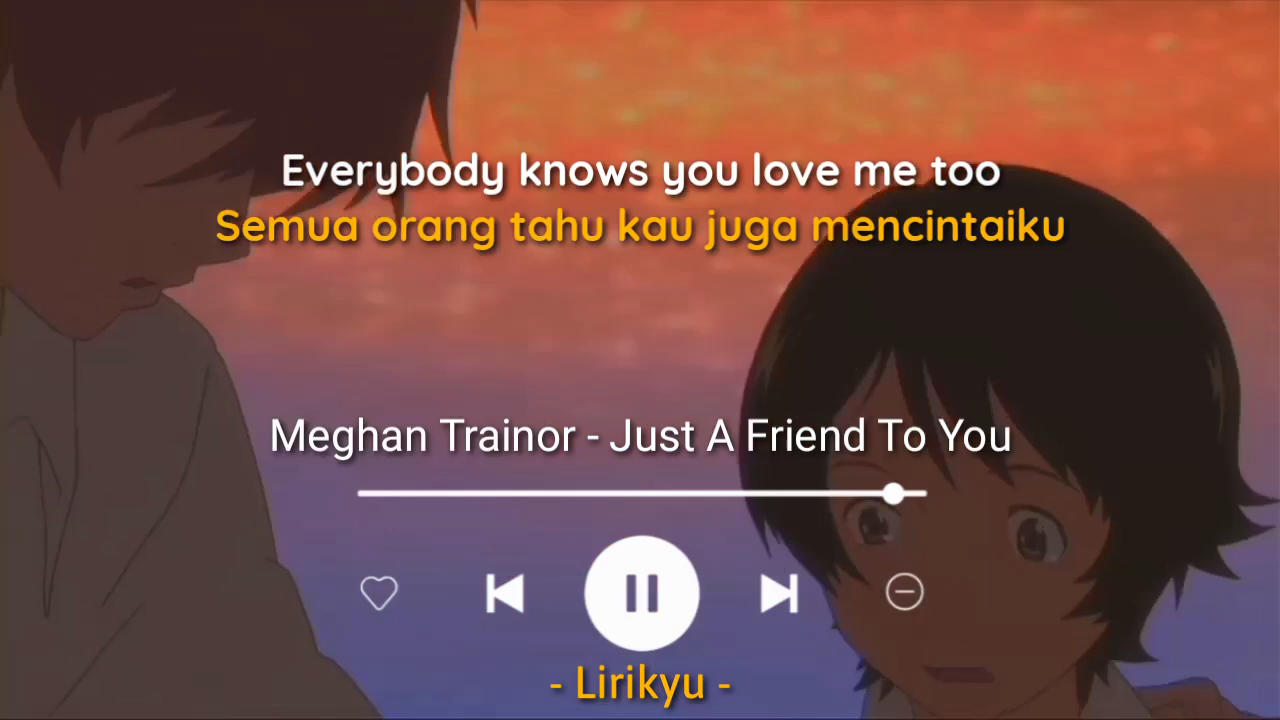 Everybody knows you love me too
Semua orang tahu kau juga mencintaiku
Meghan Trainor - Just A Friend To You
- Lirikyu -